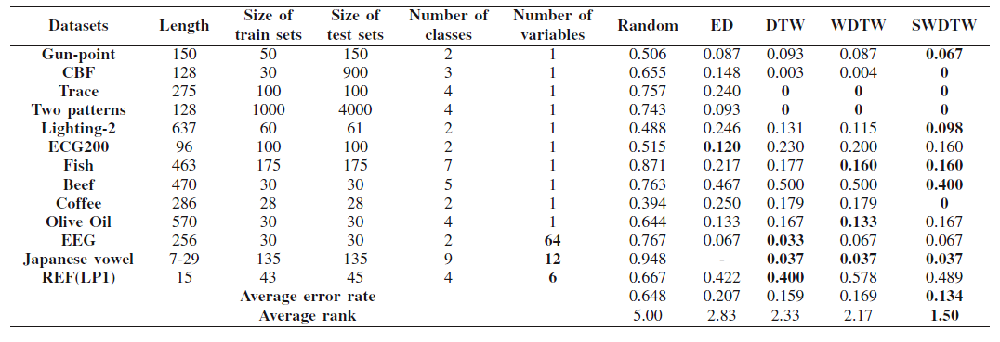 Datasets Length Size of train sets Size of test sets Number of classes Number of variables Random ED DTW WDTW SWDTW
Gun-point 150 50 150 2 1 0.506 0.087 0.093 0.087 0.067
CBF 128 30 900 3 1 0.655 0.148 0.003 0.004 0
Trace 275 100 100 4 1 0.757 0.240 0 0 0
Two patterns 128 1000 4000 4 1 0.743 0.093 0 0 0
Lighting-2 637 60 61 2 1 0.488 0.246 0.131 0.115 0.098
ECG200 96 100 100 2 1 0.515 0.120 0.230 0.200 0.160
Fish 463 175 175 7 1 0.871 0.217 0.177 0.160 0.160
Beef 470 30 30 5 1 0.763 0.467 0.500 0.500 0.400
Coffee 286 28 28 2 1 0.394 0.250 0.179 0.179 0
Olive Oil 570 30 30 4 1 0.644 0.133 0.167 0.133 0.167
EEG 256 30 30 2 64 0.767 0.067 0.033 0.067 0.067
Japanese vowel 7-29 135 135 9 12 0.948 - 0.037 0.037 0.037
REF(LP1) 15 43 45 4 6 0.667 0.422 0.400 0.578 0.489
Average error rate 0.648 0.207 0.159 0.169 0.134
Average rank 5.00 2.83 2.33 2.17 1.50